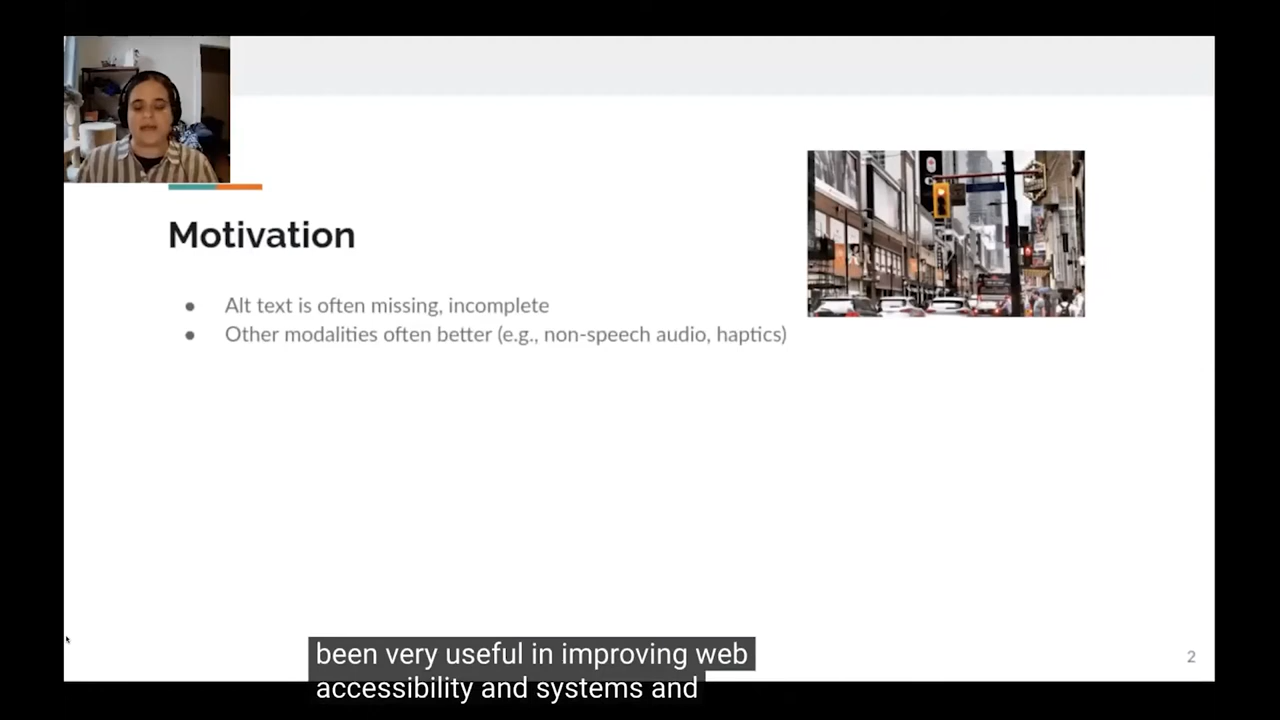 Motivation
● Alt text is often missing, incomplete
● Other modalities often better (e.g., non-speech audio, haptics)
been very useful in improving web
accessibility and systems and
2